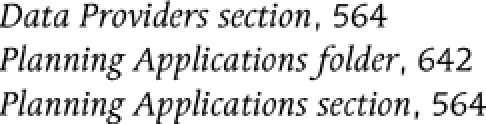 Data Providers section, 564
Planning Applications folder, 642
Planning Applications section, 564